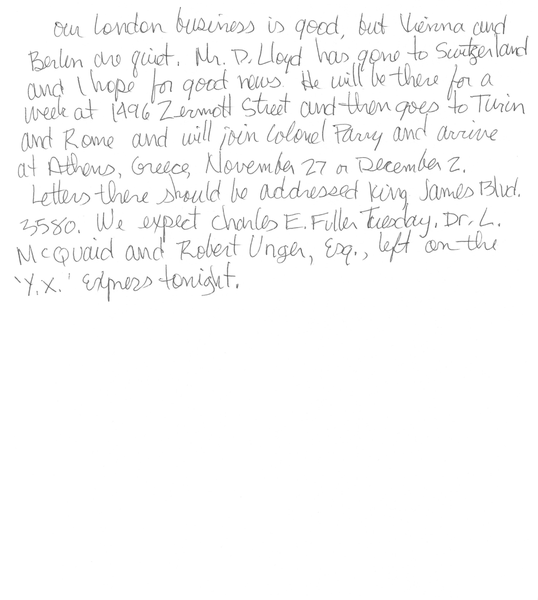 our London business is good, but Vienna and
Berlin are quiet. Mr. D. Lloyd has gone to Switzerland
and I hope for good news. He will be there for a
week at 1496 Zermott Street and then goes to Turin
and Rome and will join Colonel Parry and arrive
at Athens, Greece, November 27 or December 2.
Letters there should be addressed King James Blvd.
3580. We expect Charles E. Fuller Tuesday. Dr. L.
McQuaid and Robert Unger, Esq., left on the
'Y.X.' Express tonight.